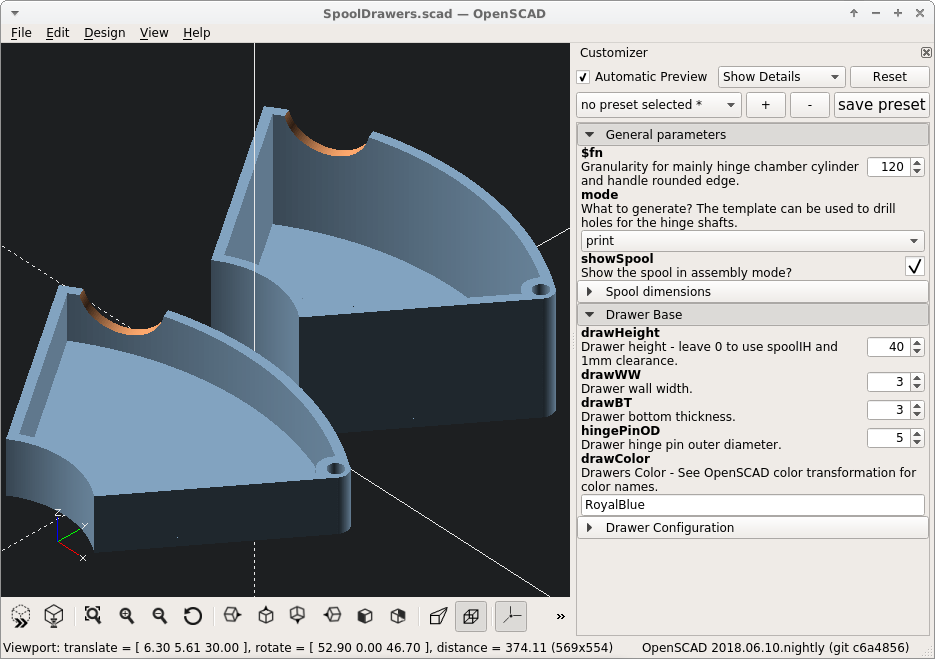 SpoolDrawers.scad — OpenSCAD
File Edit Design View Help
Customizer
Automatic Preview Show Details Reset
no preset selected * + - save preset
General parameters
$fn
Granularity for mainly hinge chamber cylinder 120
and handle rounded edge.
mode
What to generate? The template can be used to drill
holes for the hinge shafts.
print
showSpool
Show the spool in assembly mode?
Spool dimensions
Drawer Base
drawHeight
Drawer height - leave 0 to use spoolIH and 40
1mm clearance.
drawWW
Drawer wall width. 3
drawBT
Drawer bottom thickness. 3
hingePinOD
Drawer hinge pin outer diameter. 5
drawColor
Drawers Color - See OpenSCAD color transformation for
color names.
RoyalBlue
Drawer Configuration
Z
Y
X
»
Viewport: translate = [ 6.30 5.61 30.00 ], rotate = [ 52.90 0.00 46.70 ], distance = 374.11 (569x554) OpenSCAD 2018.06.10.nightly (git c6a4856)